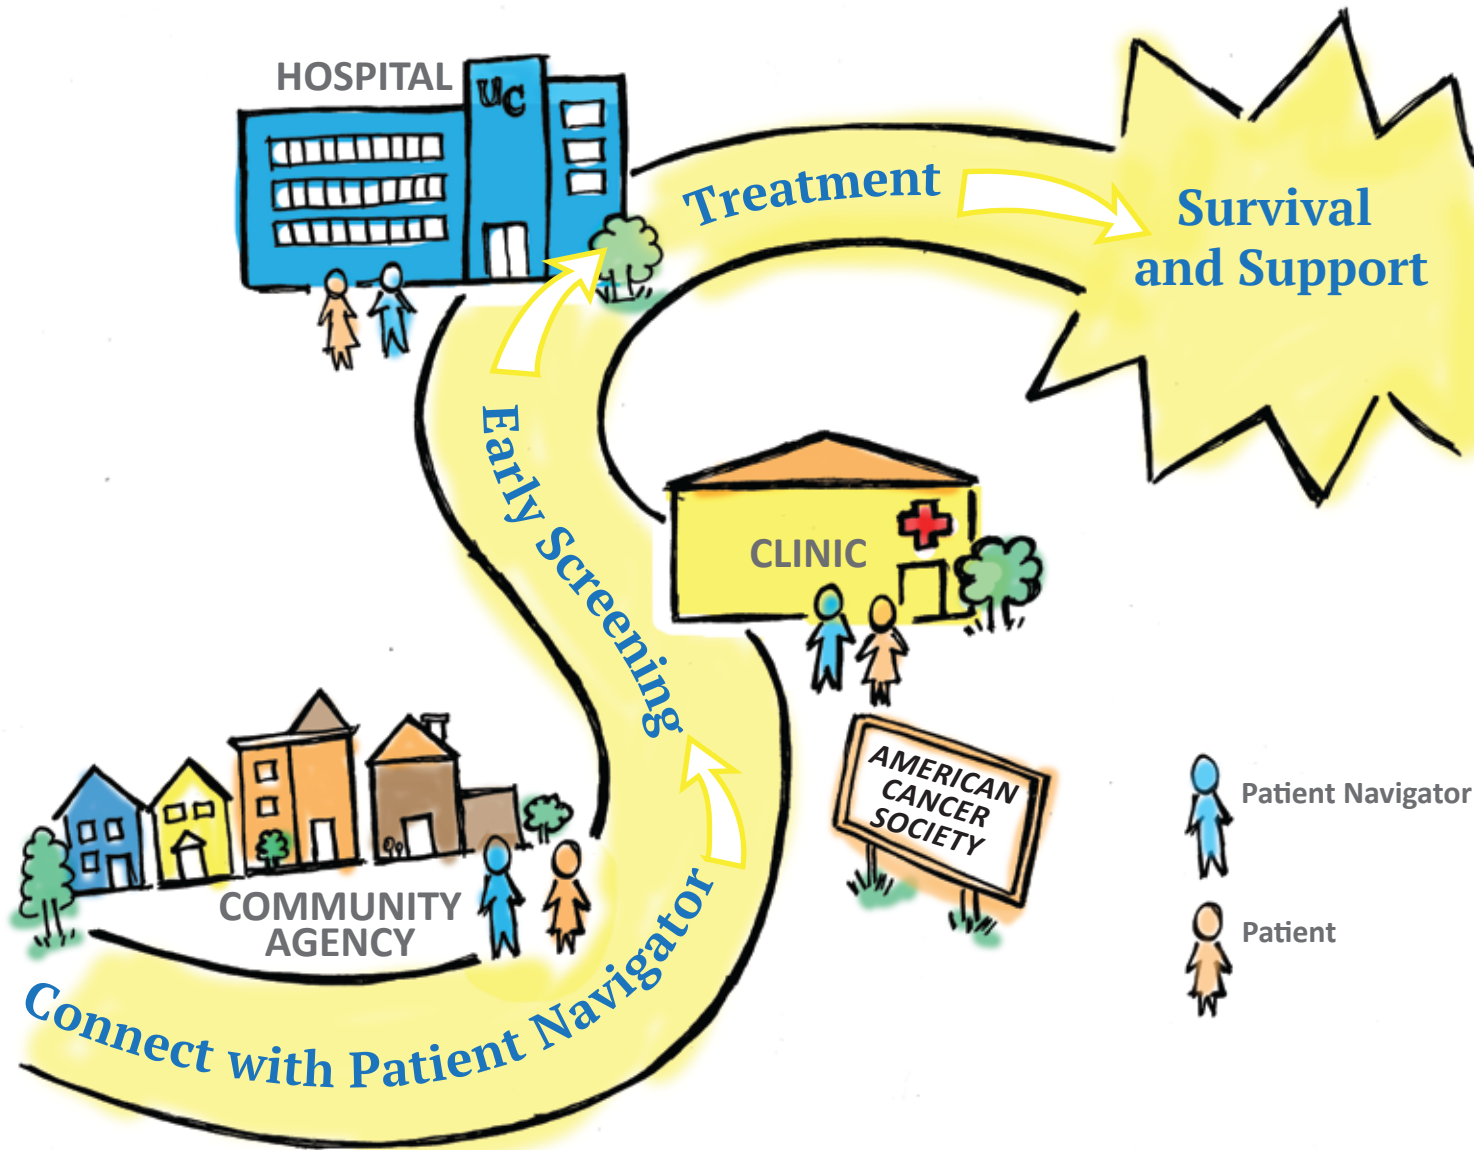 HOSPITAL
UC
Treatment
Survival
and Support
Early Screening
CLINIC
AMERICAN
CANCER
SOCIETY
Patient Navigator
Patient
COMMUNITY
AGENCY
Connect with Patient Navigator